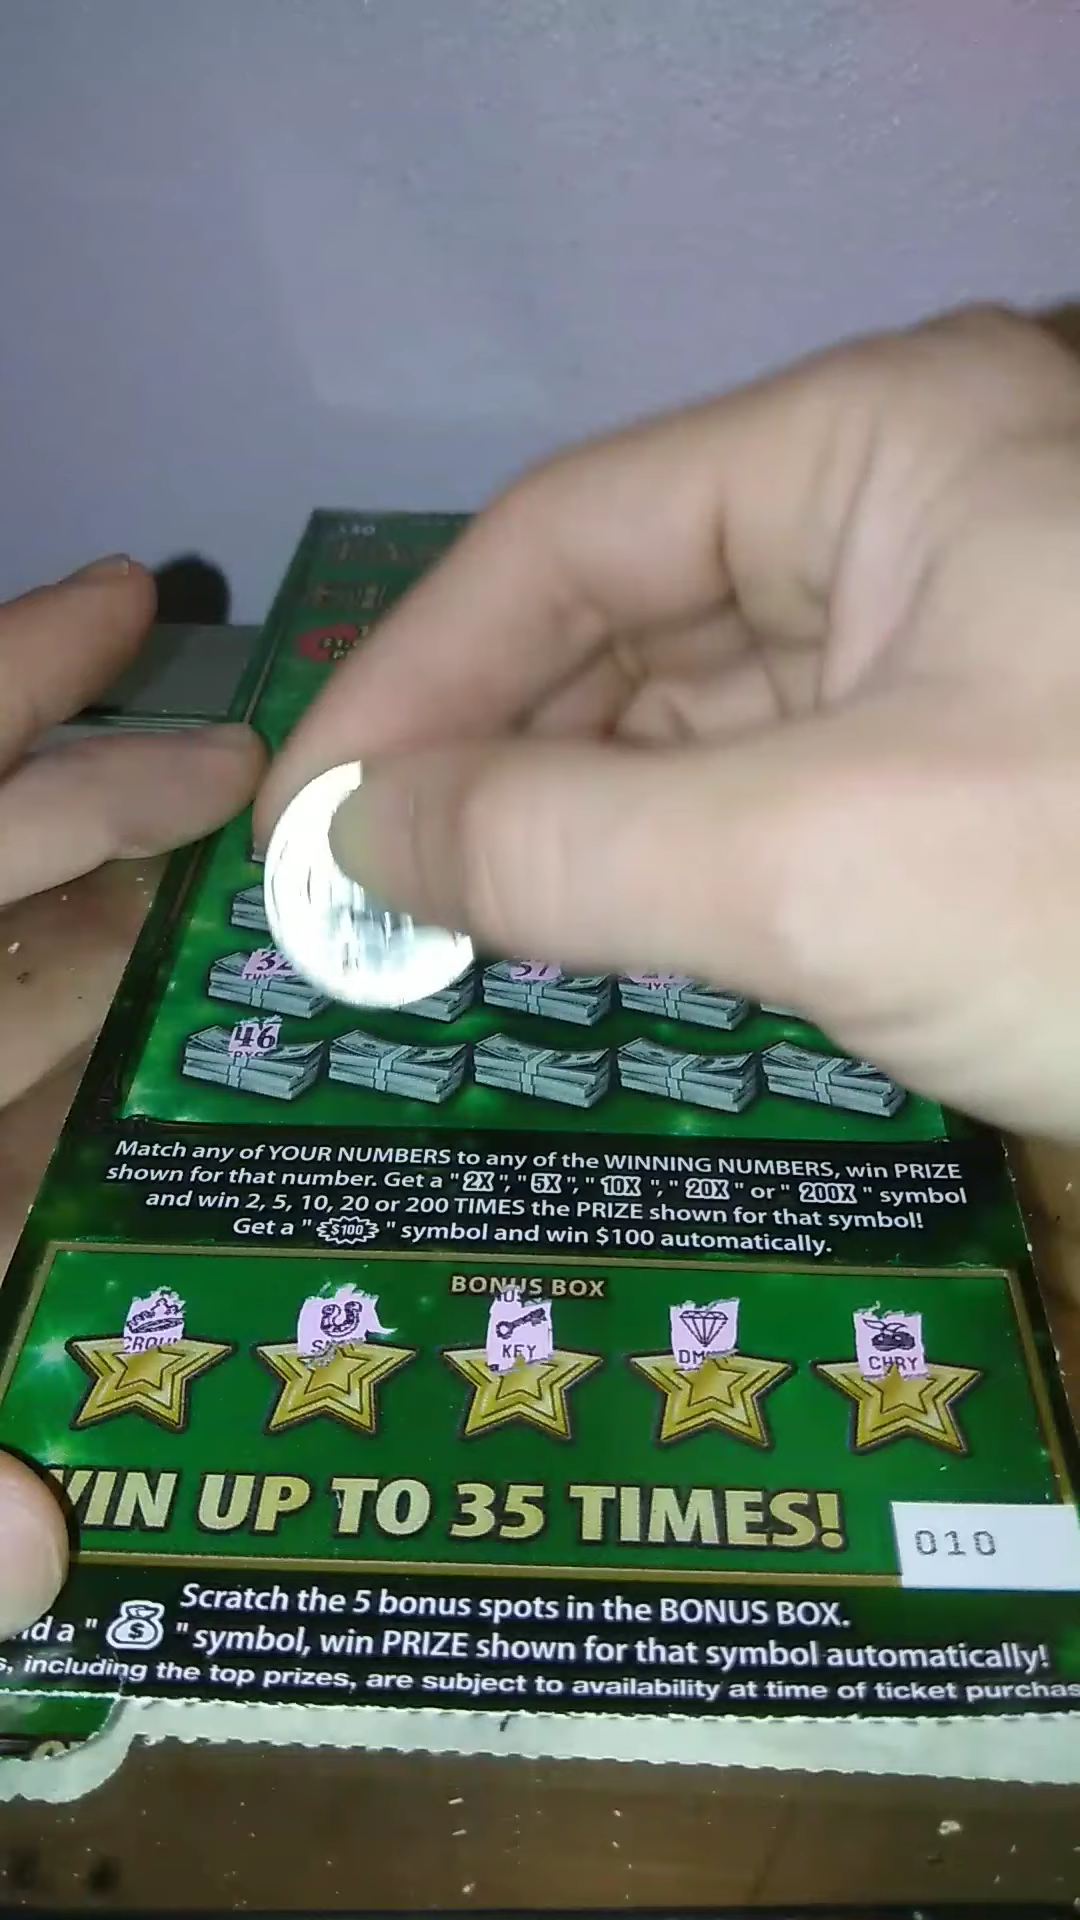 32
37
46
Match any of YOUR NUMBERS to any of the WINNING NUMBERS, win PRIZE
shown for that number. Get a "2X", "5X", "10X", "20X" or "200X" symbol
and win 2, 5, 10, 20 or 200 TIMES the PRIZE shown for that symbol!
Get a "$100" symbol and win $100 automatically.
BONUS BOX
KEY
CHRY
WIN UP TO 35 TIMES!
010
Scratch the 5 bonus spots in the BONUS BOX.
a "$" symbol, win PRIZE shown for that symbol automatically!
including the top prizes, are subject to availability at time of ticket